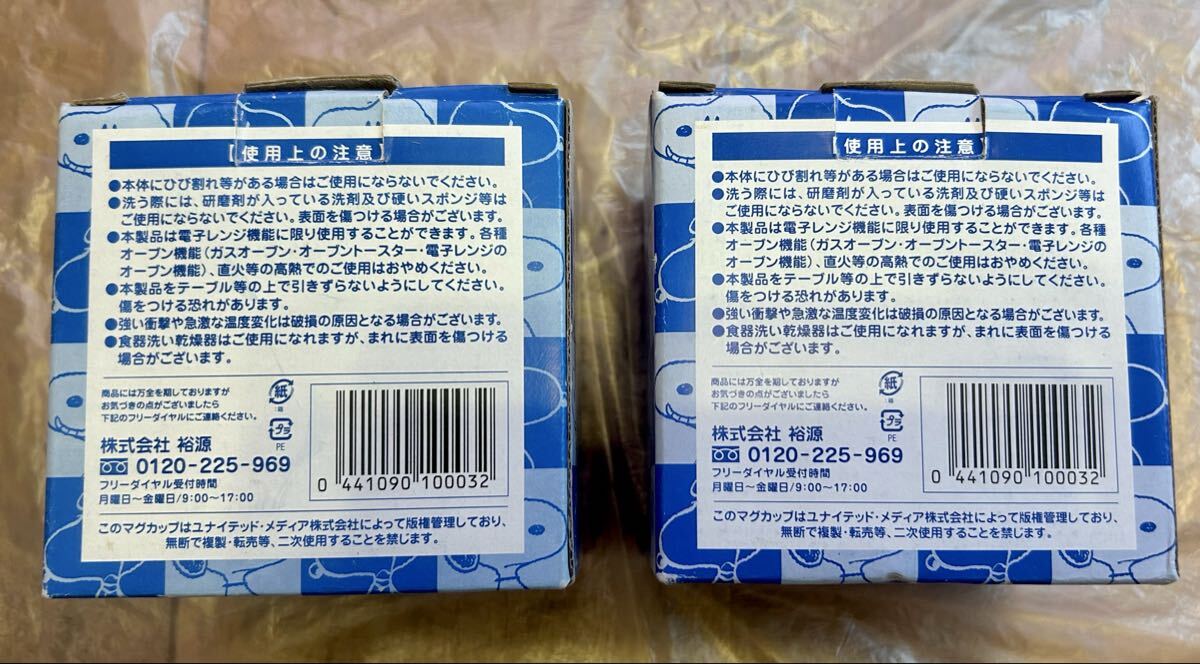 【使用上の注意】
●本体にひび割れ等がある場合はご使用にならないでください。
●洗う際には、研磨剤が入っている洗剤及び硬いスポンジ等は
ご使用にならないでください。表面を傷つける場合がございます。
●本製品は電子レンジ機能に限り使用することができます。各種
オーブン機能(ガスオーブン・オーブントースター・電子レンジの
オーブン機能)、直火等の高熱でのご使用はおやめください。
●本製品をテーブル等の上で引きずらないようにしてください。
傷をつける恐れがあります。
●強い衝撃や急激な温度変化は破損の原因となる場合がございます。
●食器洗い乾燥器はご使用になれますが、まれに表面を傷つける
場合がございます。
商品には万全を期しておりますが
お気づきの点がございましたら
下記のフリーダイヤルにご連絡ください。
紙
箱
プラ
PE
株式会社 裕源
0120-225-969
フリーダイヤル受付時間
月曜日〜金曜日/9:00〜17:00
0 441090 100032
このマグカップはユナイテッド・メディア株式会社によって版権管理しており、
無断で複製・転売等、二次使用することを禁じます。
【使用上の注意】
●本体にひび割れ等がある場合はご使用にならないでください。
●洗う際には、研磨剤が入っている洗剤及び硬いスポンジ等は
ご使用にならないでください。表面を傷つける場合がございます。
●本製品は電子レンジ機能に限り使用することができます。各種
オーブン機能(ガスオーブン・オーブントースター・電子レンジの
オーブン機能)、直火等の高熱でのご使用はおやめください。
●本製品をテーブル等の上で引きずらないようにしてください。
傷をつける恐れがあります。
●強い衝撃や急激な温度変化は破損の原因となる場合がございます。
●食器洗い乾燥器はご使用になれますが、まれに表面を傷つける
場合がございます。
商品には万全を期しておりますが
お気づきの点がございましたら
下記のフリーダイヤルにご連絡ください。
紙
箱
プラ
PE
株式会社 裕源
0120-225-969
フリーダイヤル受付時間
月曜日〜金曜日/9:00〜17:00
0 441090 100032
このマグカップはユナイテッド・メディア株式会社によって版権管理しており、
無断で複製・転売等、二次使用することを禁じます。